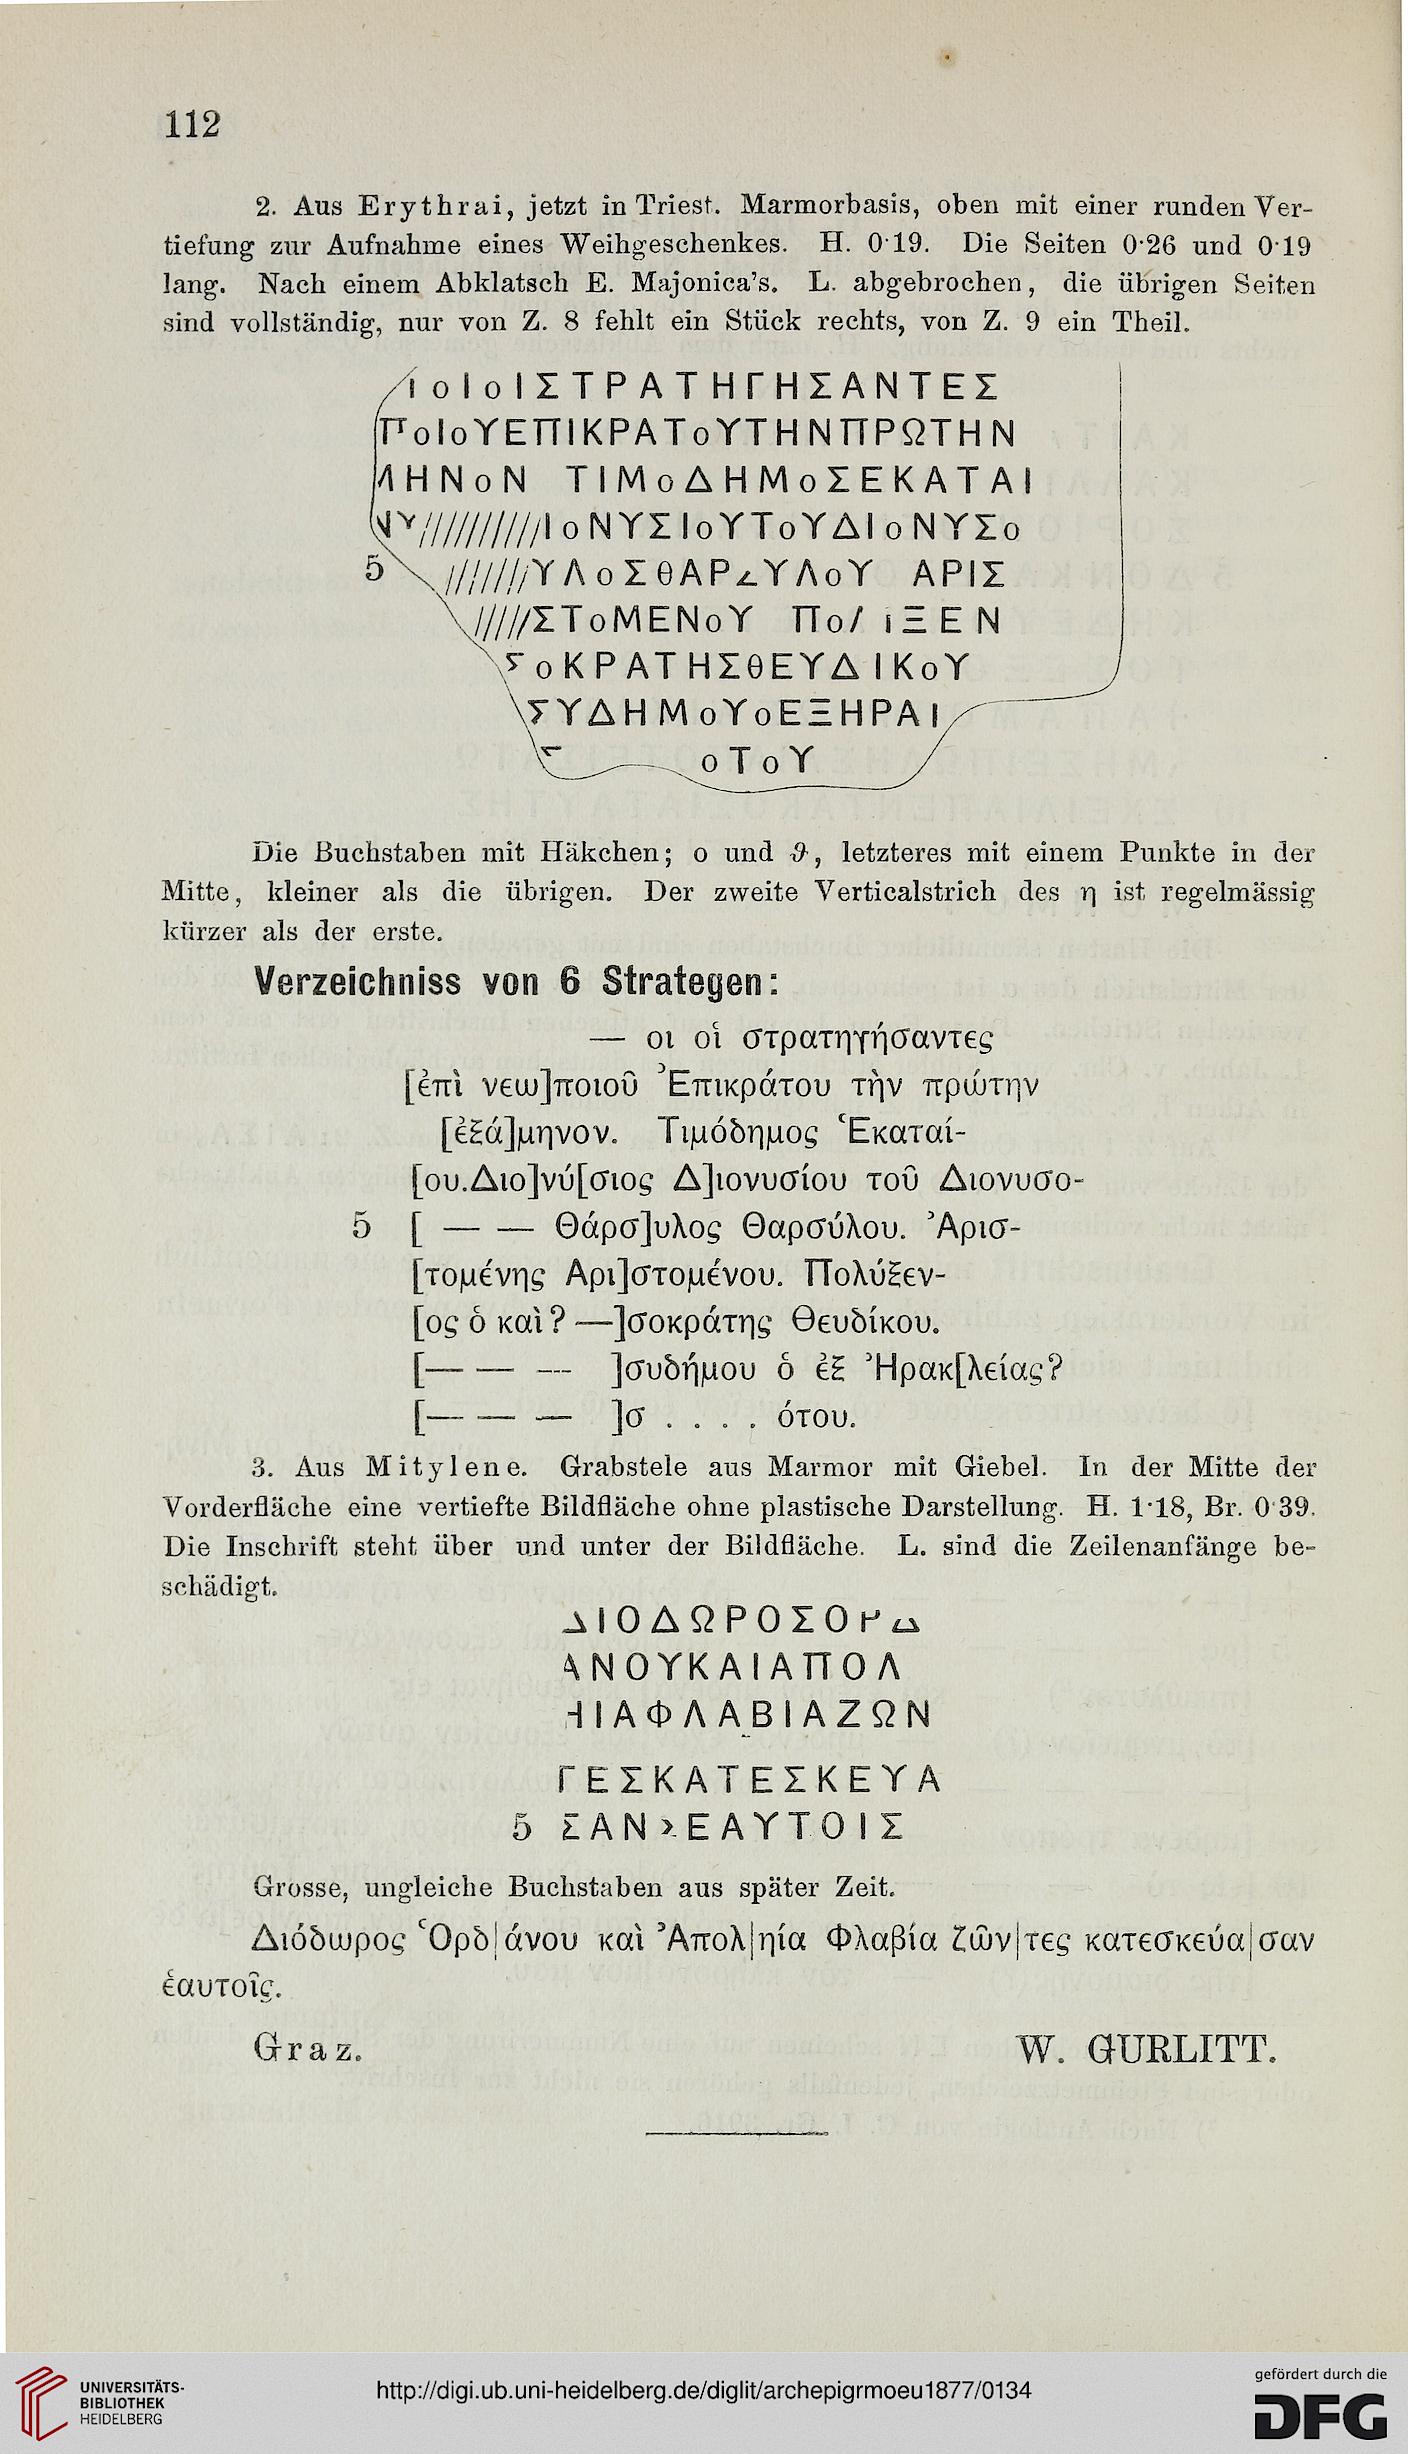 112
2. Aus Erythrai, jetzt in Triest. Marmorbasis, oben mit einer runden Ver-
tiefung zur Aufnahme eines Weihgeschenkes. H. 0·19. Die Seiten 0·26 und 0·19
lang. Nach einem Abklatsch E. Majonica's. L. abgebrochen, die übrigen Seiten
sind vollständig, nur von Z. 8 fehlt ein Stück rechts, von Z. 9 ein Theil.
ΙοΙοΙΣΤΡΑΤΗΓΗΣΑΝΤΕΣ
ΠοΙοΥΕΠΙΚΡΑΤοΥΤΗΝΠΡΩΤΗΝ
ΜΗΝοΝ ΤΙΜοΔΗΜοΣΕΚΑΤΑΙ
ΝΥ//////////ΙοΝΥΣΙοΥΤοΥΔΙοΝΥΣο
5 ///////ΥΛοΣΘΑΡΣΥΛοΥ ΑΡΙΣ
/////ΣΤοΜΕΝοΥ Πο/ ΙΞΕΝ
ΣοΚΡΑΤΗΣΘΕΥΔΙΚοΥ
ΣΥΔΗΜοΥοΕΞΗΡΑΙ
Σ οΤοΥ
Die Buchstaben mit Häkchen; ο und ϑ, letzteres mit einem Punkte in der
Mitte, kleiner als die übrigen. Der zweite Verticalstrich des η ist regelmässig
kürzer als der erste.
Verzeichniss von 6 Strategen:
— οι οἱ στρατηγήσαντες
[ἐπὶ νεω]ποιοῦ Ἐπικράτου τὴν πρώτην
[ἑξά]μηνον. Τιμόδημος Ἑκαταί-
[ου.Διο]νύ[σιος Δ]ιονυσίου τοῦ Διονυσο-
5 [ — — Θάρσ]υλος Θαρσύλου. Ἀρισ-
[τομένης Αρι]στομένου. Πολύξεν-
[ος ὁ καὶ? —]σοκράτης Θευδίκου.
[— — — ]συδήμου ὁ ἐξ Ἡρακ[λείας?
[— — — ]σ . . . . ότου.
3. Aus Mitylene. Grabstele aus Marmor mit Giebel. In der Mitte der
Vorderfläche eine vertiefte Bildfläche ohne plastische Darstellung. H. 1·18, Br. 0·39.
Die Inschrift steht über und unter der Bildfläche. L. sind die Zeilenanfänge be-
schädigt.
ΔΙΟΔΩΡΟΣΟΡΔ
ΑΝΟΥΚΑΙΑΠΟΛ
ΗΙΑΦΛΑΒΙΑΖΩΝ
ΤΕΣΚΑΤΕΣΚΕΥΑ
5 ΣΑΝ>ΕΑΥΤΟΙΣ
Grosse, ungleiche Buchstaben aus später Zeit.
Διόδωρος Ὁρδ|άνου καὶ Ἀπολ|ηία Φλαβία ζῶν|τες κατεσκεύα|σαν
ἑαυτοῖς.
Graz. W. GURLITT.
UNIVERSITÄTS-
BIBLIOTHEK
HEIDELBERG
http://digi.ub.uni-heidelberg.de/diglit/archepigrmoeu1877/0134
gefördert durch die
DFG